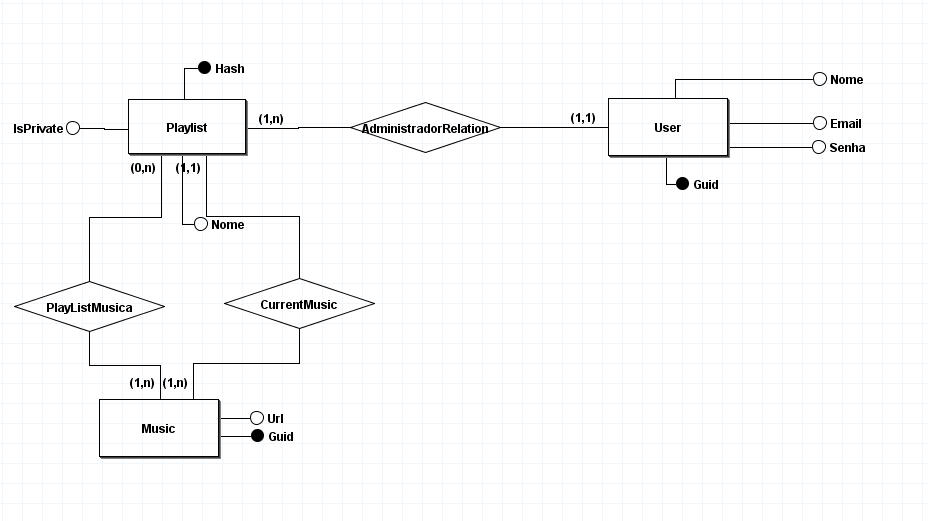 Hash
IsPrivate
Playlist
(1,n)
AdministradorRelation
(1,1)
User
Nome
Email
Senha
Guid
(0,n)
(1,1)
Nome
PlayListMusica
CurrentMusic
(1,n)
(1,n)
Music
Url
Guid